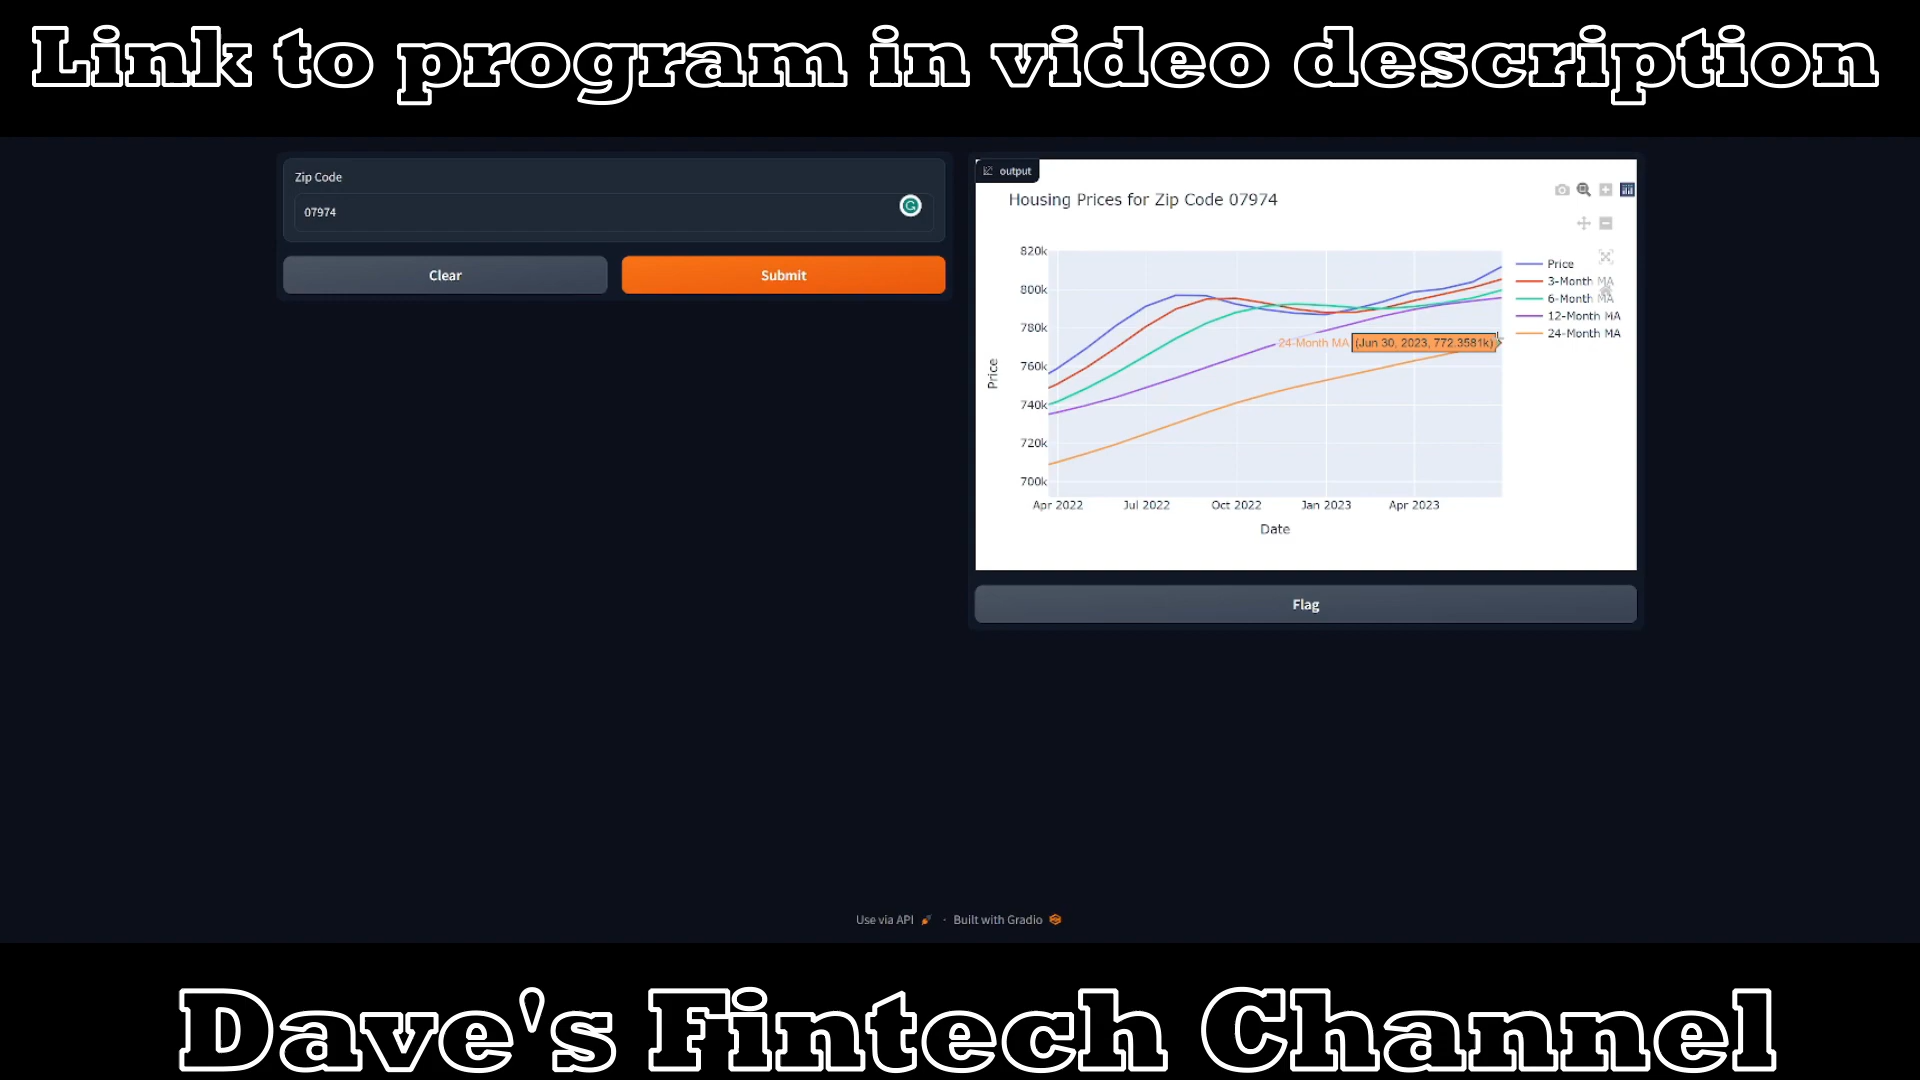 Link to program in video description
Zip Code
07974
Clear
Submit
output
Housing Prices for Zip Code 07974
820k
800k
780k
760k
740k
720k
700k
Price
Apr 2022
Jul 2022
Oct 2022
Jan 2023
Apr 2023
Date
Price
3-Month MA
6-Month MA
12-Month MA
24-Month MA
24-Month MA (Jun 30, 2023, 772.3581k)
Flag
Use via API · Built with Gradio
Dave's Fintech Channel